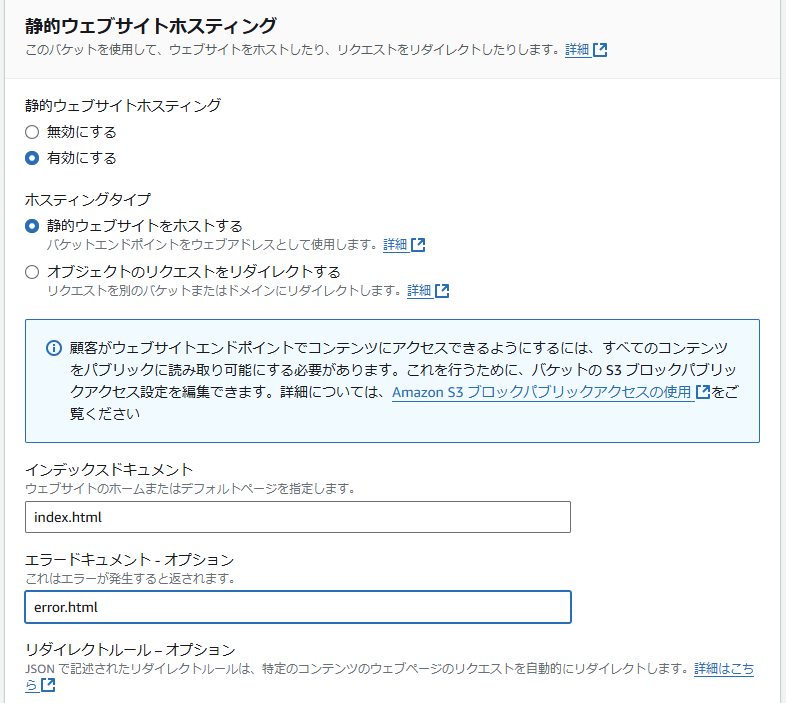 静的ウェブサイトホスティング
このバケットを使用して、ウェブサイトをホストしたり、リクエストをリダイレクトしたりします。 詳細
静的ウェブサイトホスティング
無効にする
有効にする
ホスティングタイプ
静的ウェブサイトをホストする
バケットエンドポイントをウェブアドレスとして使用します。 詳細
オブジェクトのリクエストをリダイレクトする
リクエストを別のバケットまたはドメインにリダイレクトします。 詳細
顧客がウェブサイトエンドポイントでコンテンツにアクセスできるようにするには、すべてのコンテンツ
をパブリックに読み取り可能にする必要があります。これを行うために、バケットの S3 ブロックパブリッ
クアクセス設定を編集できます。詳細については、Amazon S3 ブロックパブリックアクセスの使用 をご
覧ください
インデックスドキュメント
ウェブサイトのホームまたはデフォルトページを指定します。
index.html
エラードキュメント - オプション
これはエラーが発生すると返されます。
error.html
リダイレクトルール – オプション
JSON で記述されたリダイレクトルールは、特定のコンテンツのウェブページのリクエストを自動的にリダイレクトします。 詳細はこち
ら